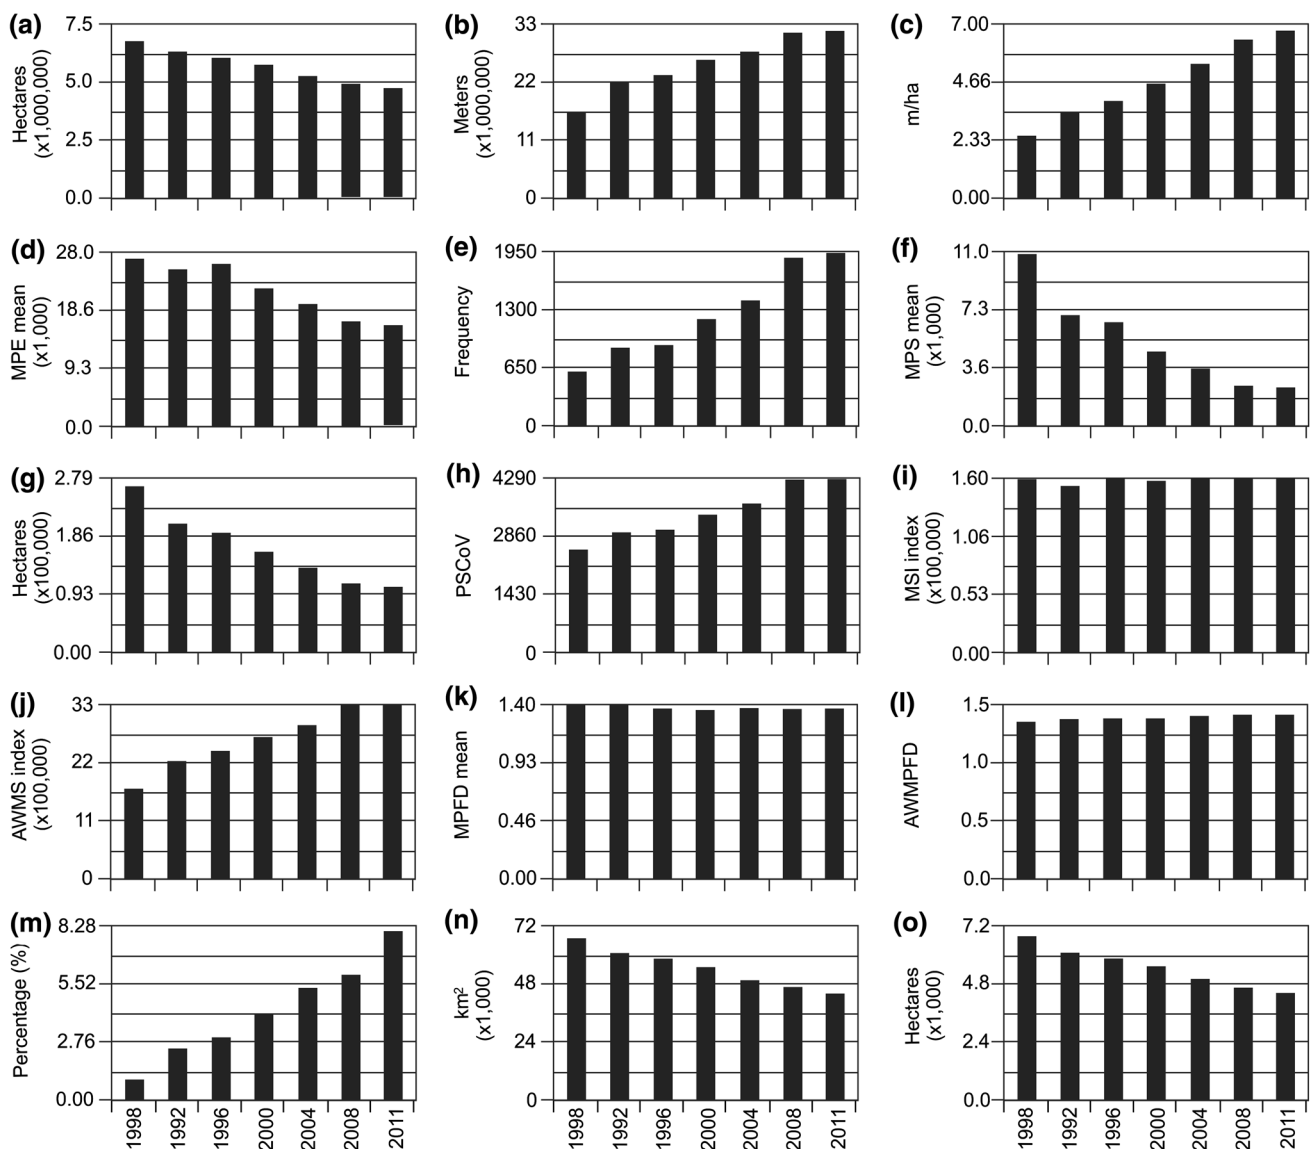 (a)
Hectares
(x1,000,000)
7.5
5.0
2.5
0.0
(b)
Meters
(x1,000,000)
33
22
11
0
(c)
m/ha
7.00
4.66
2.33
0.00
(d)
MPE mean
(x1,000)
28.0
18.6
9.3
0.0
(e)
Frequency
1950
1300
650
0
(f)
MPS mean
(x1,000)
11.0
7.3
3.6
0.0
(g)
Hectares
(x100,000)
2.79
1.86
0.93
0.00
(h)
PSCoV
4290
2860
1430
0
(i)
MSI index
(x100,000)
1.60
1.06
0.53
0.00
(j)
AWMS index
(x100,000)
33
22
11
0
(k)
MPFD mean
1.40
0.93
0.46
0.00
(l)
AWMPFD
1.5
1.0
0.5
0.0
(m)
Percentage (%)
8.28
5.52
2.76
0.00
1998 1992 1996 2000 2004 2008 2011
(n)
km²
(x1,000)
72
48
24
0
1998 1992 1996 2000 2004 2008 2011
(o)
Hectares
(x1,000)
7.2
4.8
2.4
0.0
1998 1992 1996 2000 2004 2008 2011